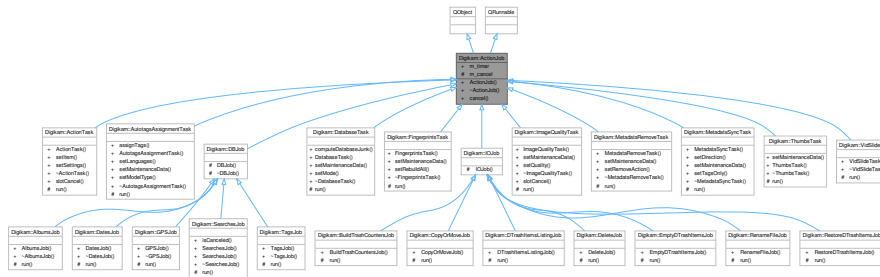 QObject
QRunnable
Digikam::ActionJob
+ m_timer
# m_cancel
+ ActionJob()
+ ~ActionJob()
+ cancel()
Digikam::ActionTask
+ ActionTask()
+ setItem()
+ setSettings()
+ ~ActionTask()
+ slotCancel()
# run()
Digikam::AutotagsAssignmentTask
+ assignTags()
+ AutotagsAssignmentTask()
+ setLanguages()
+ setMaintenanceData()
+ setModelType()
+ ~AutotagsAssignmentTask()
# run()
Digikam::DBJob
# DBJob()
# ~DBJob()
Digikam::DatabaseTask
+ computeDatabaseJunk()
+ DatabaseTask()
+ setMaintenanceData()
+ setMode()
+ ~DatabaseTask()
# run()
Digikam::FingerprintsTask
+ FingerprintsTask()
+ setMaintenanceData()
+ setRebuildAll()
+ ~FingerprintsTask()
# run()
Digikam::IOJob
# IOJob()
Digikam::ImageQualityTask
+ ImageQualityTask()
+ setMaintenanceData()
+ setQuality()
+ ~ImageQualityTask()
+ slotCancel()
# run()
Digikam::MetadataRemoveTask
+ MetadataRemoveTask()
+ setMaintenanceData()
+ setRemoveAction()
+ ~MetadataRemoveTask()
# run()
Digikam::MetadataSyncTask
+ MetadataSyncTask()
+ setDirection()
+ setMaintenanceData()
+ setTagsOnly()
+ ~MetadataSyncTask()
# run()
Digikam::ThumbsTask
+ setMaintenanceData()
+ ThumbsTask()
+ ~ThumbsTask()
# run()
Digikam::VidSlide
+ VidSlideTask
+ ~VidSlideTas
# run()
Digikam::AlbumsJob
+ AlbumsJob()
+ ~AlbumsJob()
# run()
Digikam::DatesJob
+ DatesJob()
+ ~DatesJob()
# run()
Digikam::GPSJob
+ GPSJob()
+ ~GPSJob()
# run()
Digikam::SearchesJob
+ isCanceled()
+ SearchesJob()
+ SearchesJob()
+ ~SearchesJob()
# run()
Digikam::TagsJob
+ TagsJob()
+ ~TagsJob()
# run()
Digikam::BuildTrashCountersJob
+ BuildTrashCountersJob()
# run()
Digikam::CopyOrMoveJob
+ CopyOrMoveJob()
# run()
Digikam::DTrashItemsListingJob
+ DTrashItemsListingJob()
# run()
Digikam::DeleteJob
+ DeleteJob()
# run()
Digikam::EmptyDTrashItemsJob
+ EmptyDTrashItemsJob()
# run()
Digikam::RenameFileJob
+ RenameFileJob()
# run()
Digikam::RestoreDTrashItemsJob
+ RestoreDTrashItemsJob()
# run()